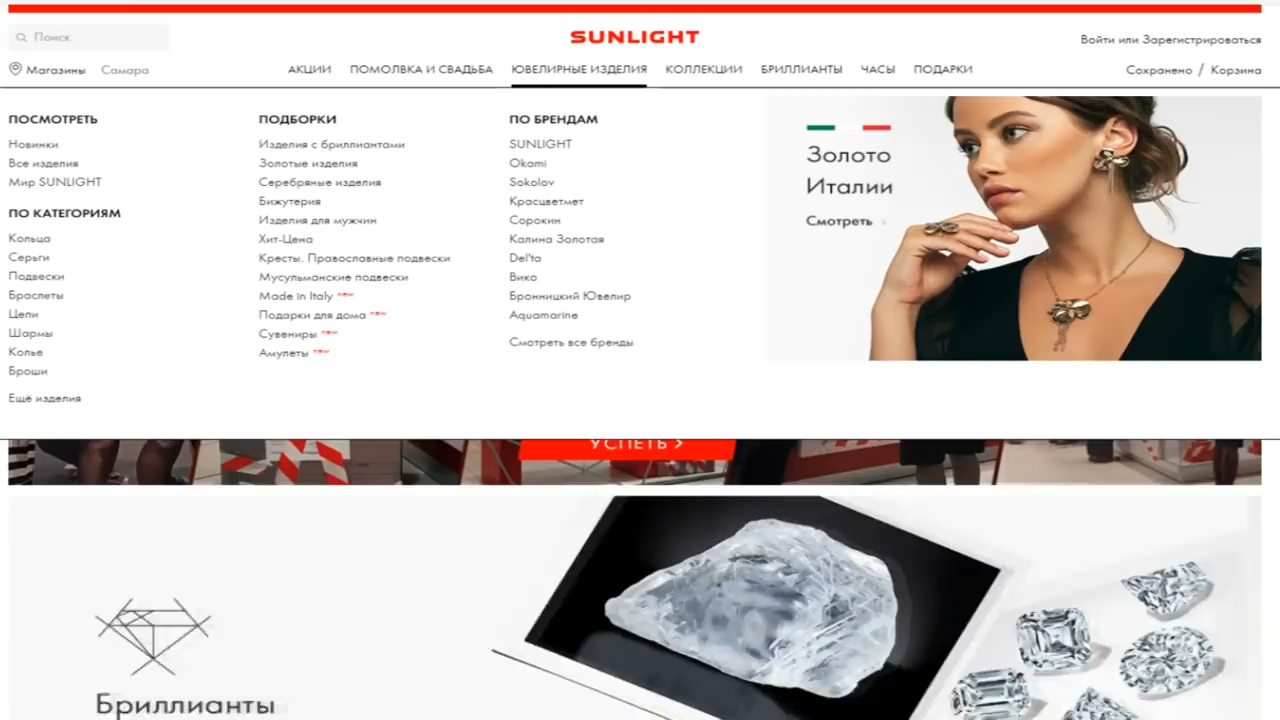 Поиск
SUNLIGHT
Войти или Зарегистрироваться
Магазины Самара
АКЦИИ ПОМОЛВКА И СВАДЬБА ЮВЕЛИРНЫЕ ИЗДЕЛИЯ КОЛЛЕКЦИИ БРИЛЛИАНТЫ ЧАСЫ ПОДАРКИ
Сохранено / Корзина
ПОСМОТРЕТЬ
Новинки
Все изделия
Мир SUNLIGHT
ПО КАТЕГОРИЯМ
Кольца
Серьги
Подвески
Браслеты
Цепи
Шармы
Колье
Броши
Ещё изделия
ПОДБОРКИ
Изделия с бриллиантами
Золотые изделия
Серебряные изделия
Бижутерия
Изделия для мужчин
Хит-Цена
Кресты. Православные подвески
Мусульманские подвески
Made in Italy new
Подарки для дома new
Сувениры new
Амулеты new
ПО БРЕНДАМ
SUNLIGHT
Okami
Sokolov
Красцветмет
Сорокин
Калина Золотая
Del'ta
Вико
Бронницкий Ювелир
Aquamarine
Смотреть все бренды
Золото
Италии
Смотреть
УСПЕТЬ >
Бриллианты